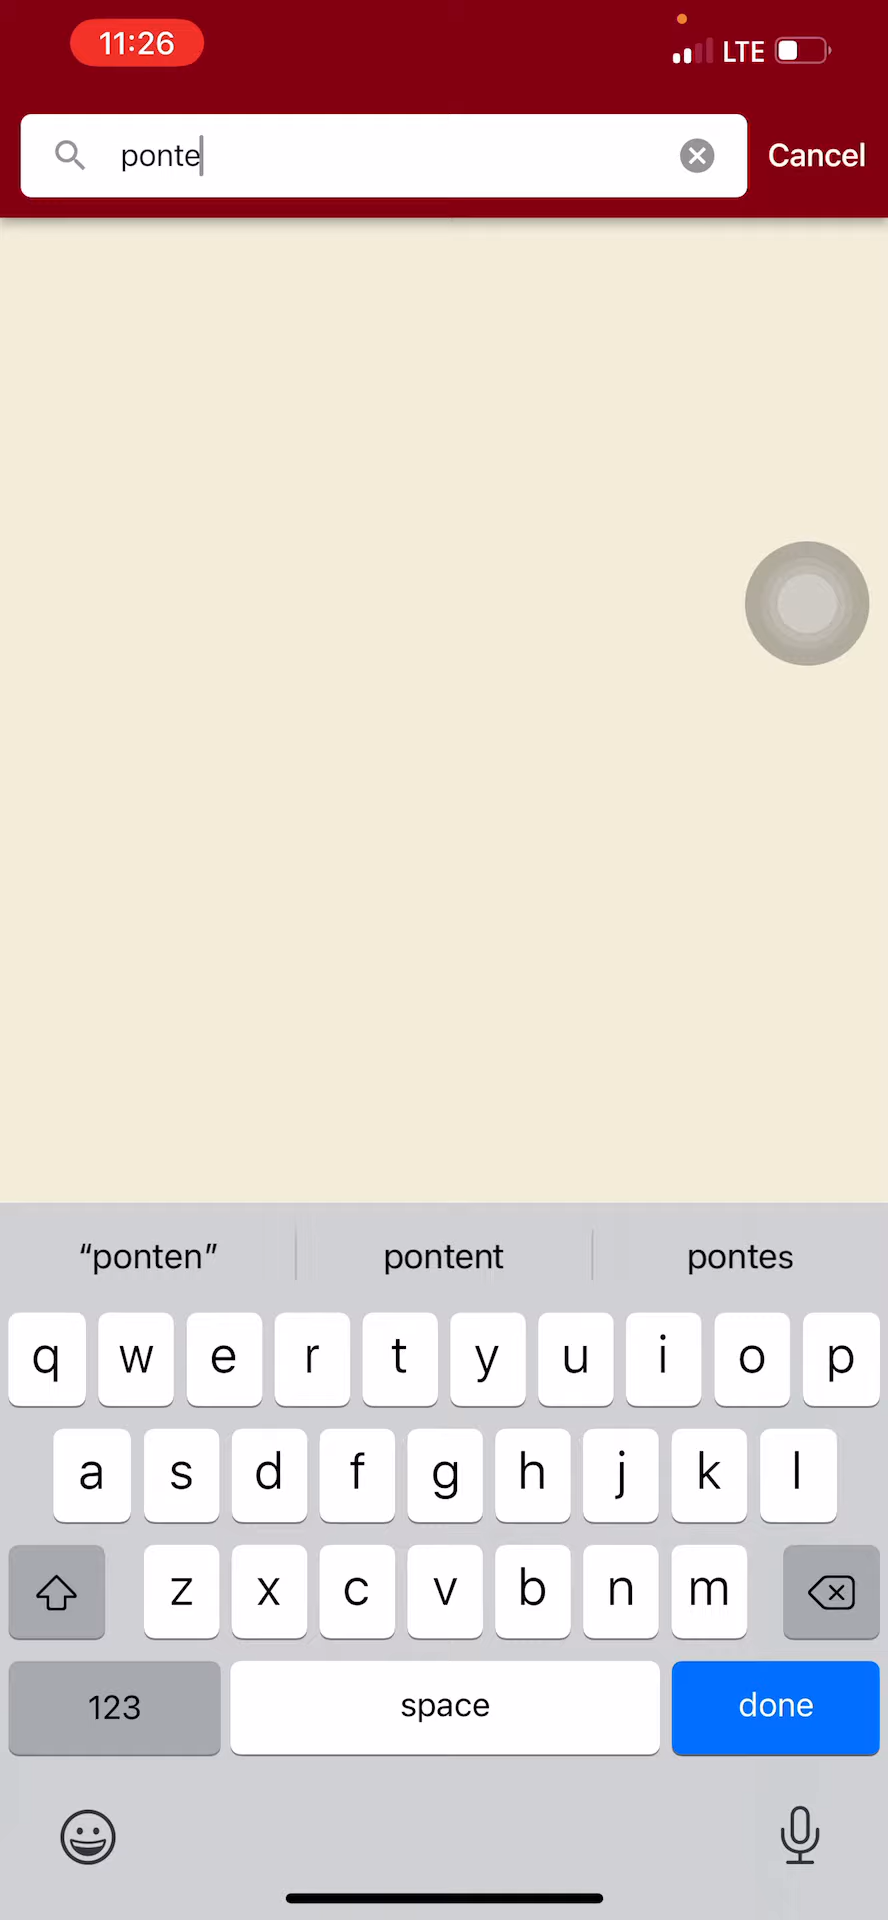 11:26 LTE
ponte Cancel
“ponten” pontent pontes
q w e r t y u i o p
a s d f g h j k l
z x c v b n m
123 space done